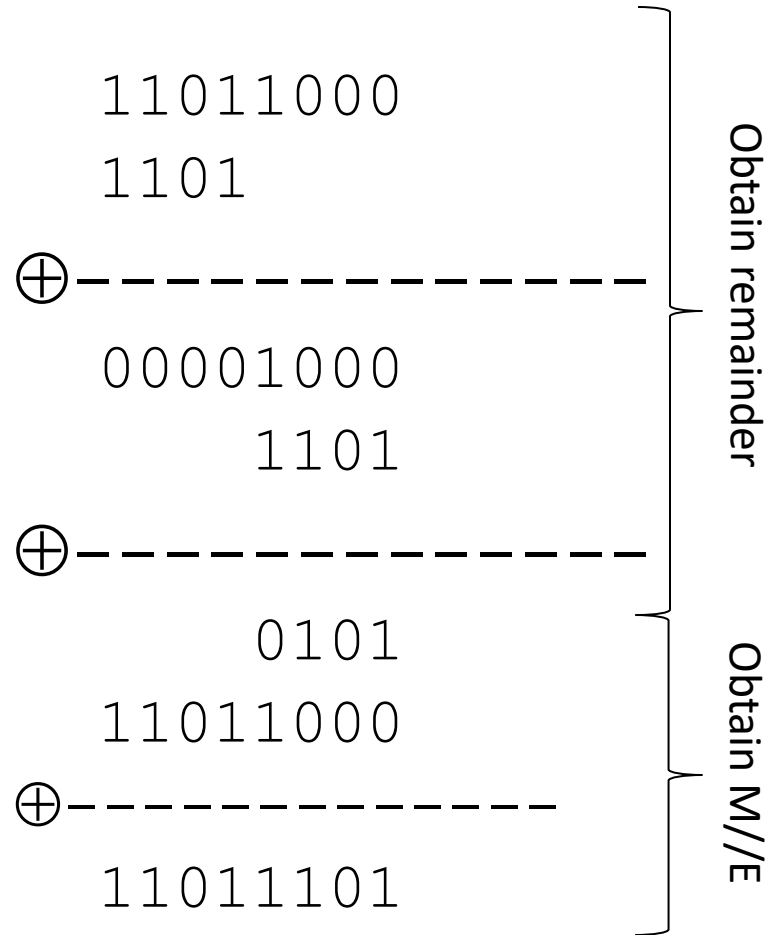 11011000
1101
⊕ – – – – – – – – – – – – –
00001000
1101
⊕ – – – – – – – – – – – – –
0101
11011000
⊕ – – – – – – – – – – – – –
11011101
Obtain remainder
Obtain M//E